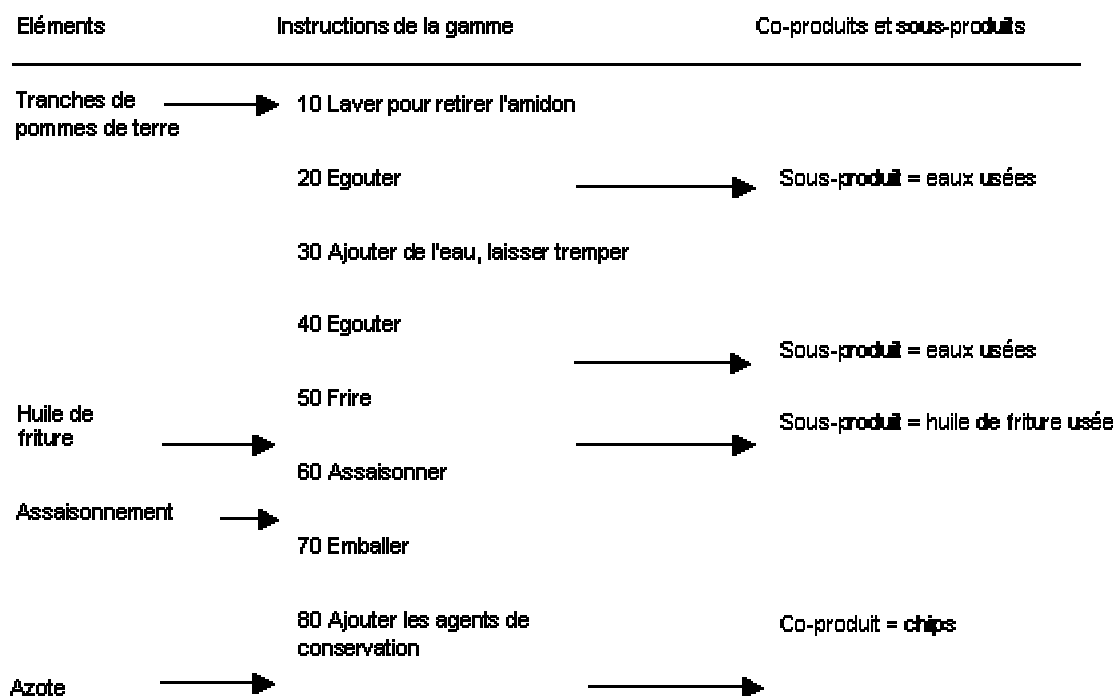 Eléments Instructions de la gamme Co-produits et sous-produits
Tranches de
pommes de terre
10 Laver pour retirer l'amidon
20 Egouter Sous-produit = eaux usées
30 Ajouter de l'eau, laisser tremper
40 Egouter
Sous-produit = eaux usées
50 Frire
Huile de
friture
Sous-produit = huile de friture usée
60 Assaisonner
Assaisonnement
70 Emballer
80 Ajouter les agents de
conservation
Co-produit = chips
Azote